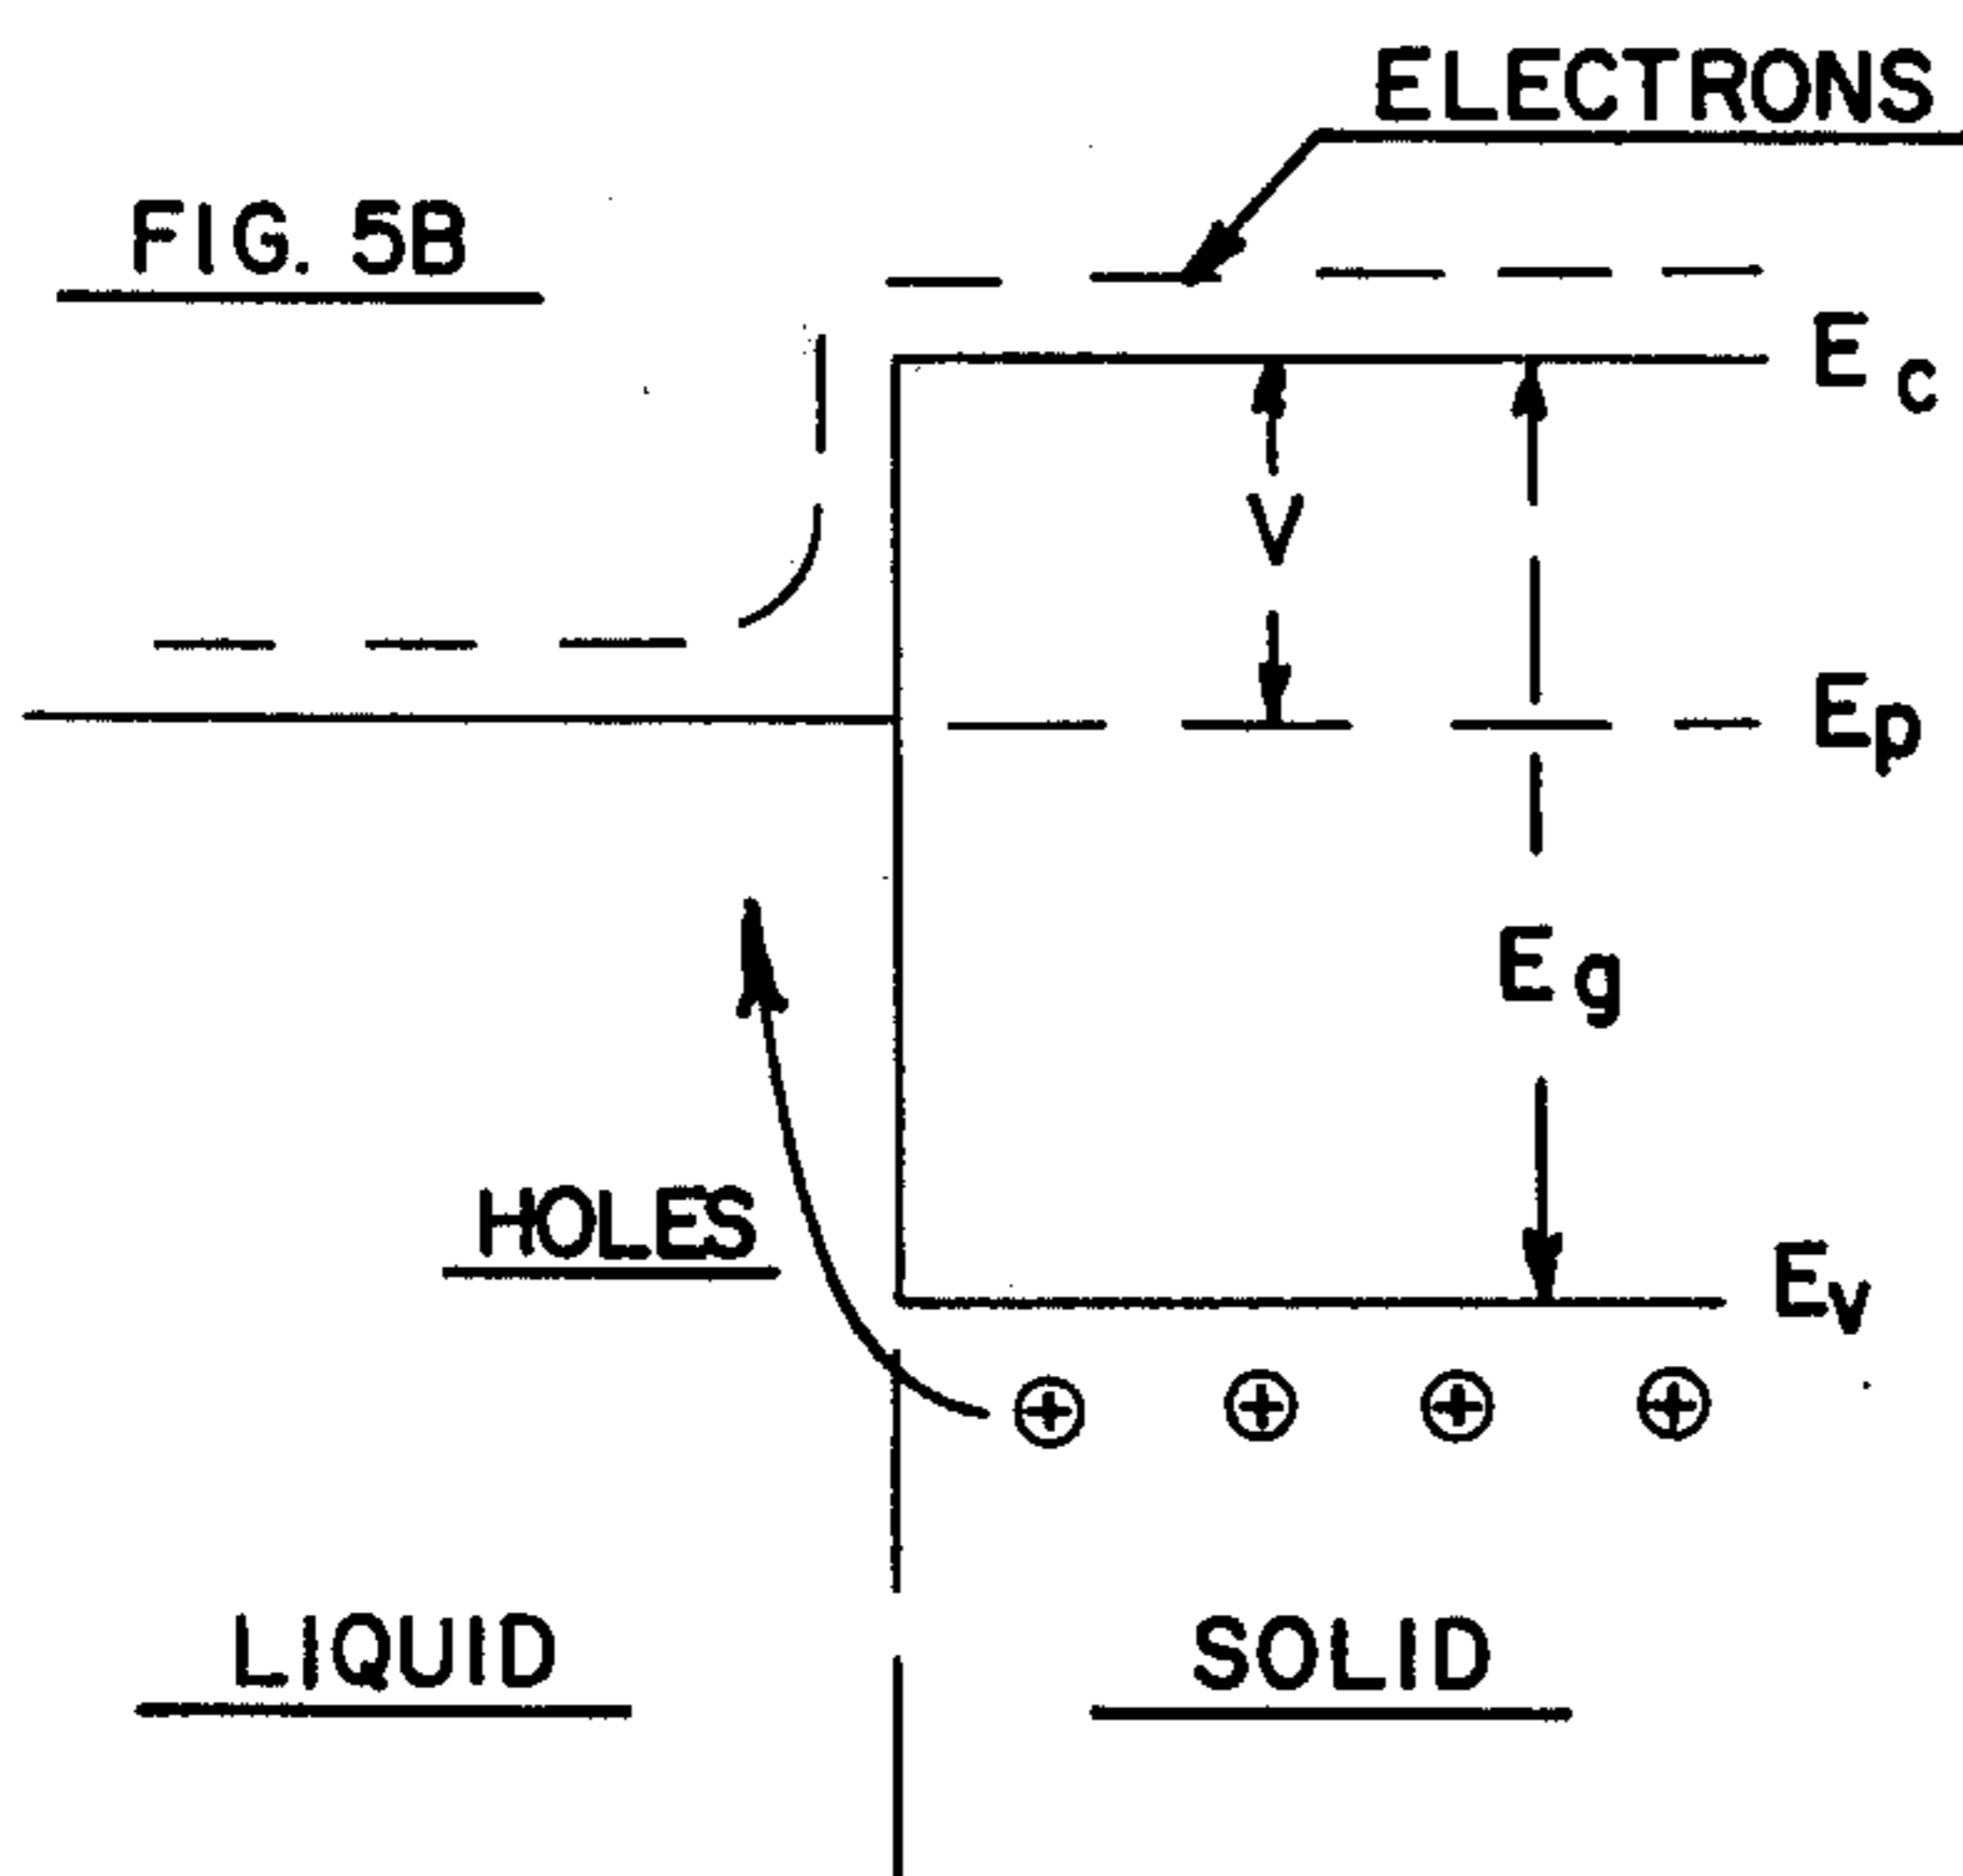 ELECTRONS
FIG. 5B
Ec
V
Ep
Eg
HOLES
Ev
LIQUID
SOLID